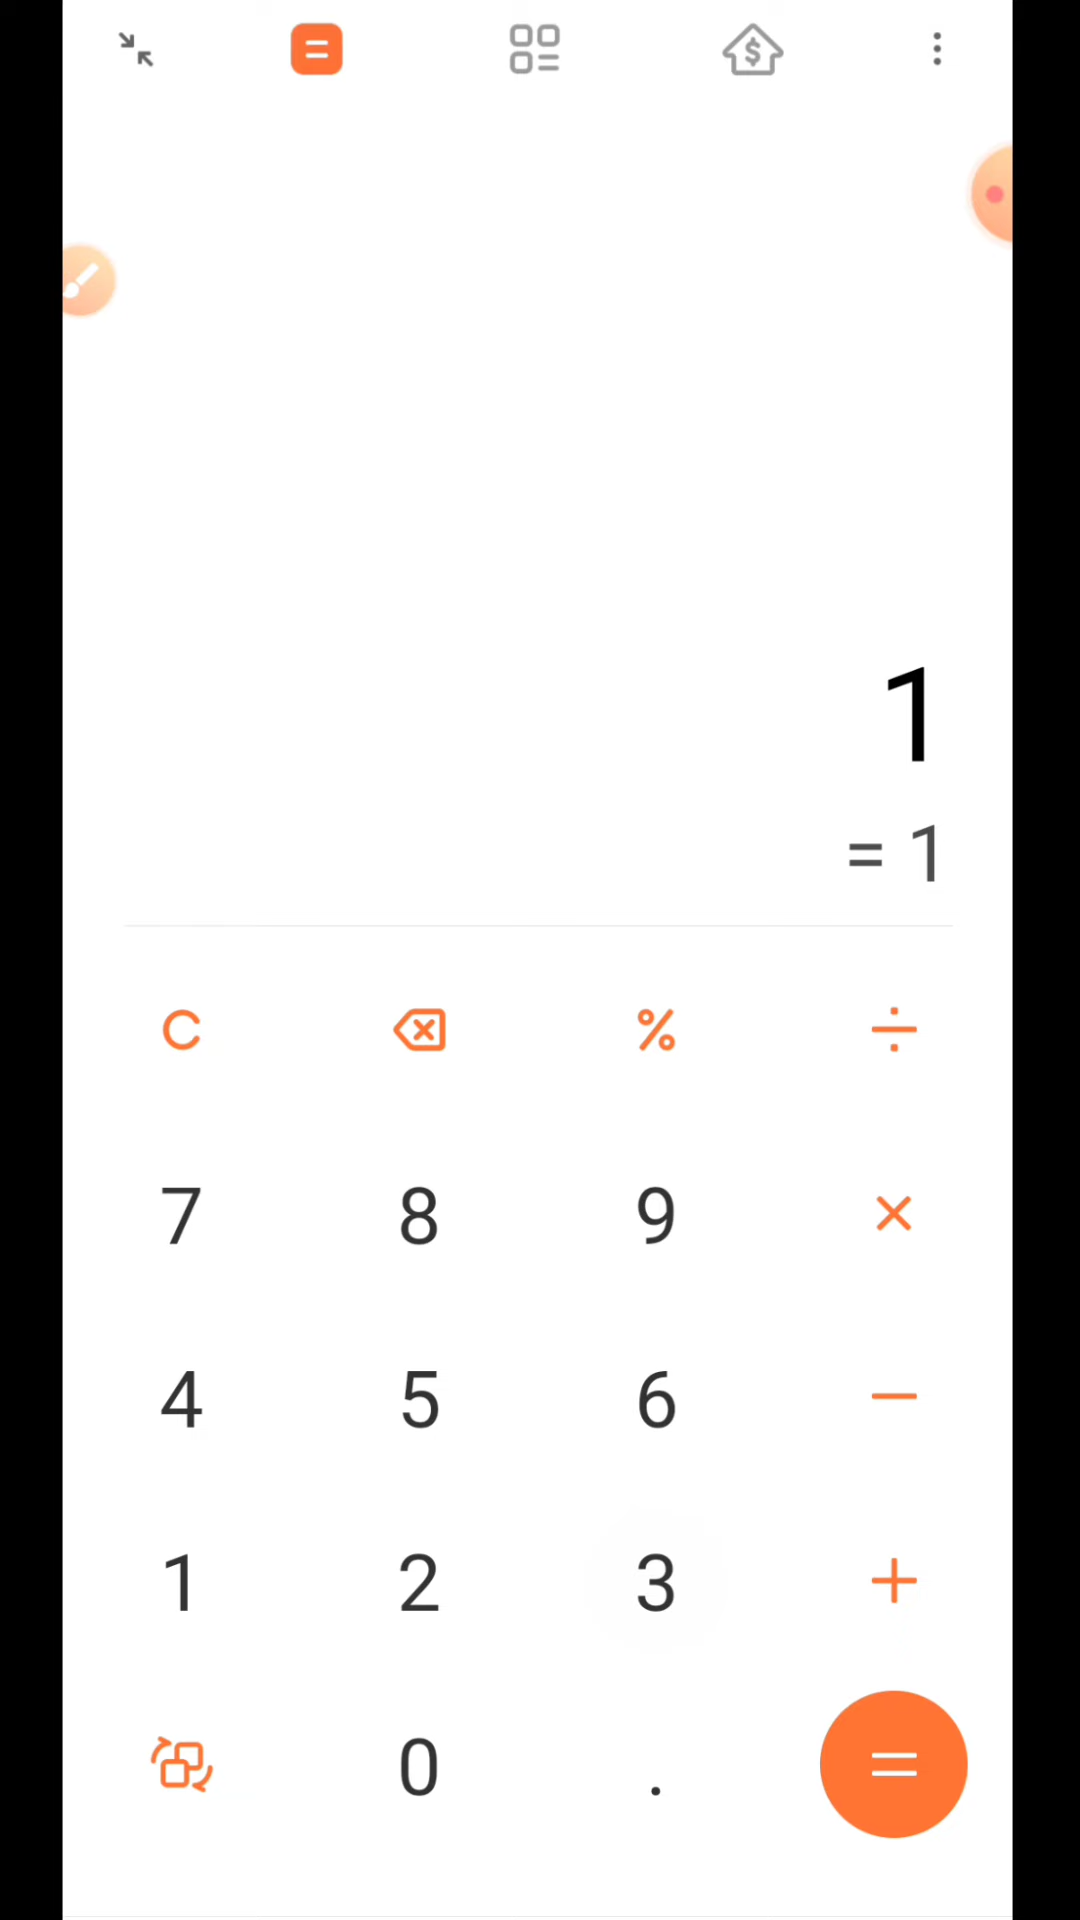 1
= 1
C % ÷
7 8 9 ×
4 5 6 −
1 2 3 +
0 . =